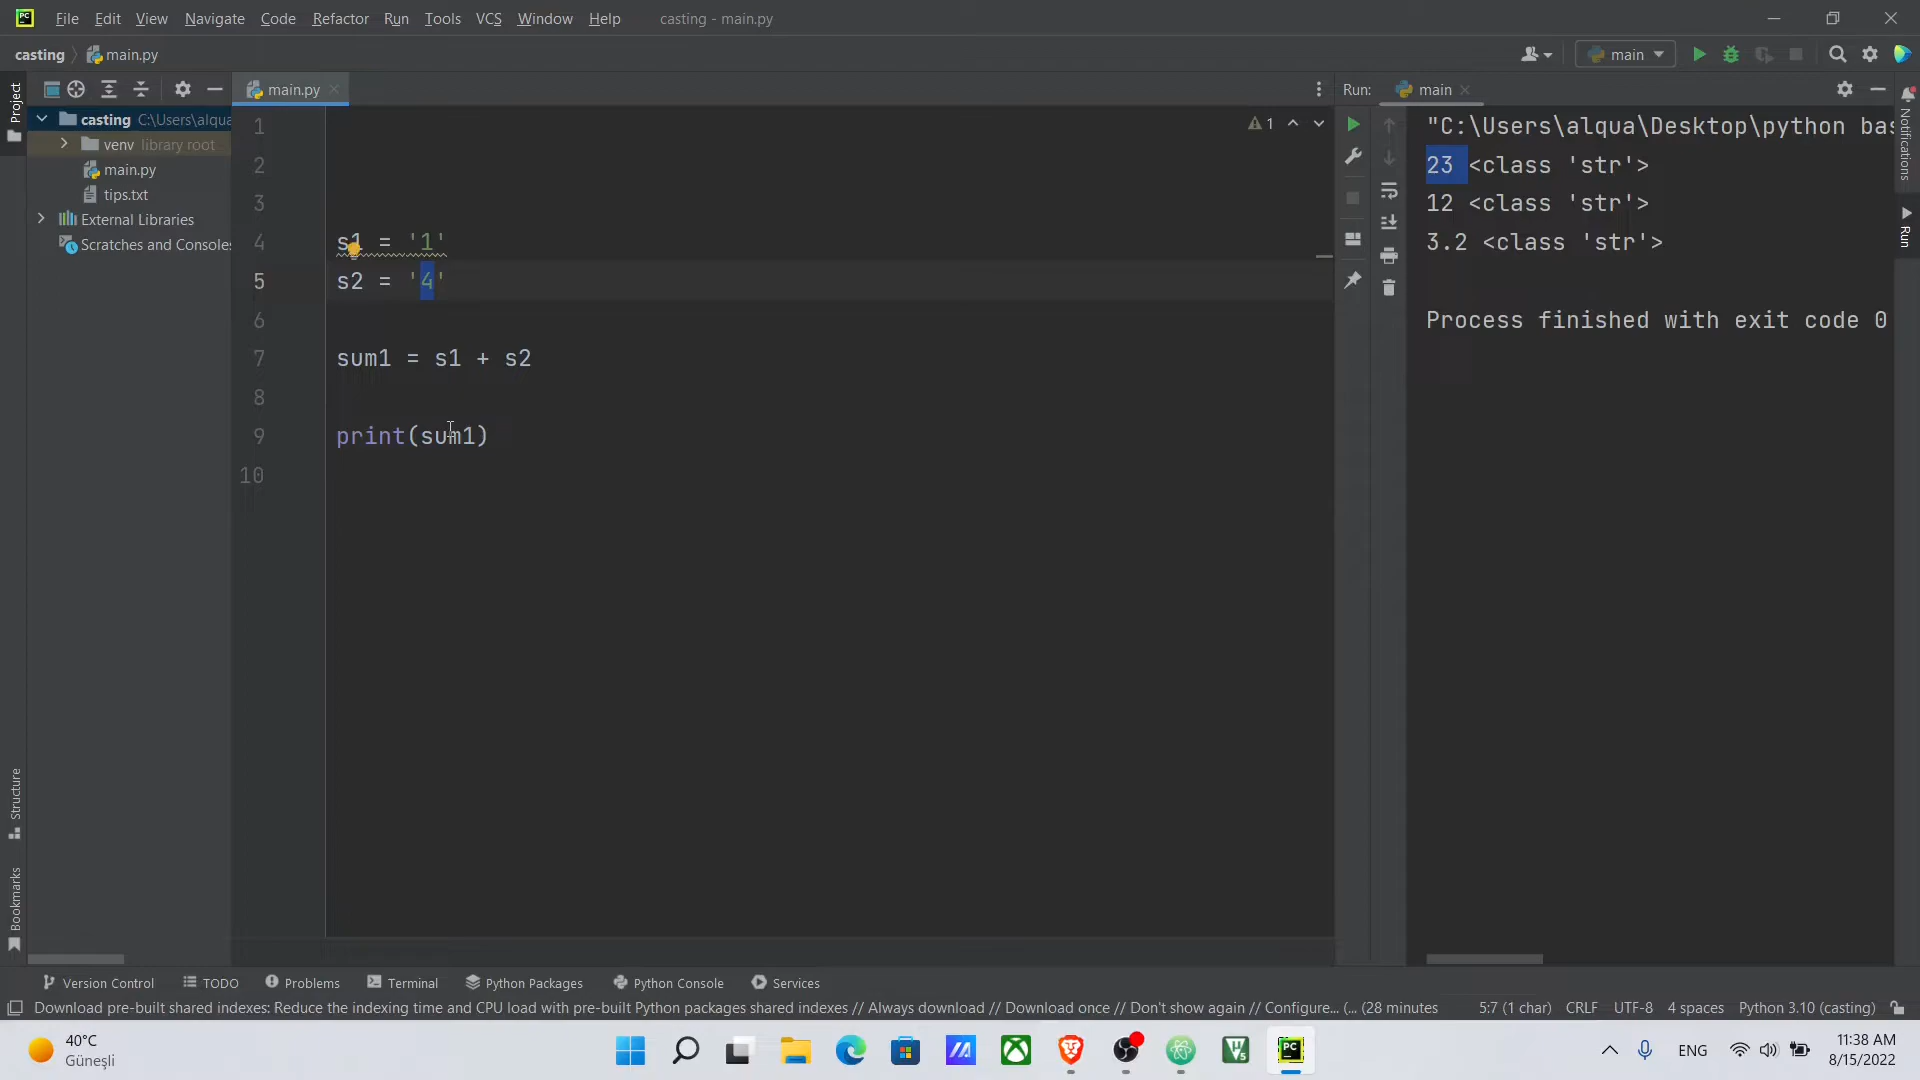 File Edit View Navigate Code Refactor Run Tools VCS Window Help casting - main.py
casting main.py main
Project
main.py
Run: main
casting C:\Users\alqua
venv library root
main.py
tips.txt
External Libraries
Scratches and Consoles
1
2
3
4 s1 = '1'
5 s2 = '4'
6
7 sum1 = s1 + s2
8
9 print(sum1)
10
1
"C:\Users\alqua\Desktop\python bas
23 <class 'str'>
12 <class 'str'>
3.2 <class 'str'>
Process finished with exit code 0
Notifications
Run
Structure
Bookmarks
Version Control TODO Problems Terminal Python Packages Python Console Services
Download pre-built shared indexes: Reduce the indexing time and CPU load with pre-built Python packages shared indexes // Always download // Download once // Don't show again // Configure... (... (28 minutes 5:7 (1 char) CRLF UTF-8 4 spaces Python 3.10 (casting)
40°C
Güneşli
PC
ENG
11:38 AM
8/15/2022